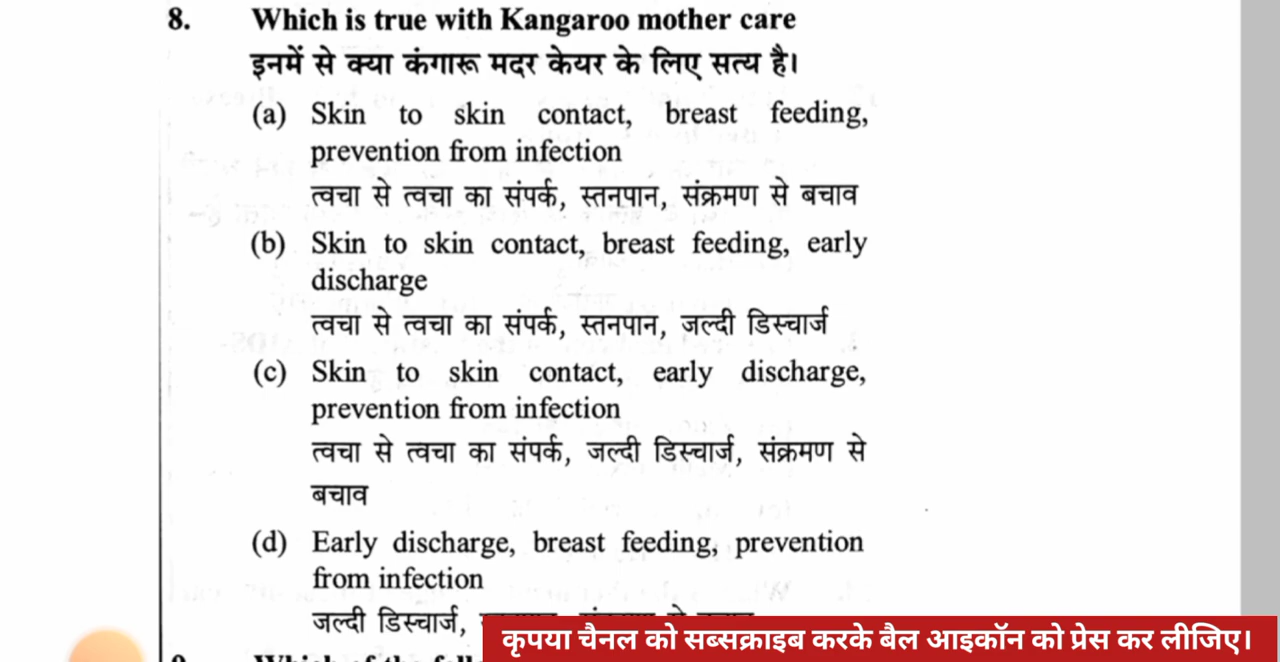 8. Which is true with Kangaroo mother care
इनमें से क्या कंगारू मदर केयर के लिए सत्य है।
(a) Skin to skin contact, breast feeding,
prevention from infection
त्वचा से त्वचा का संपर्क, स्तनपान, संक्रमण से बचाव
(b) Skin to skin contact, breast feeding, early
discharge
त्वचा से त्वचा का संपर्क, स्तनपान, जल्दी डिस्चार्ज
(c) Skin to skin contact, early discharge,
prevention from infection
त्वचा से त्वचा का संपर्क, जल्दी डिस्चार्ज, संक्रमण से
बचाव
(d) Early discharge, breast feeding, prevention
from infection
जल्दी डिस्चार्ज,
कृपया चैनल को सब्सक्राइब करके बैल आइकॉन को प्रेस कर लीजिए।
Which of the